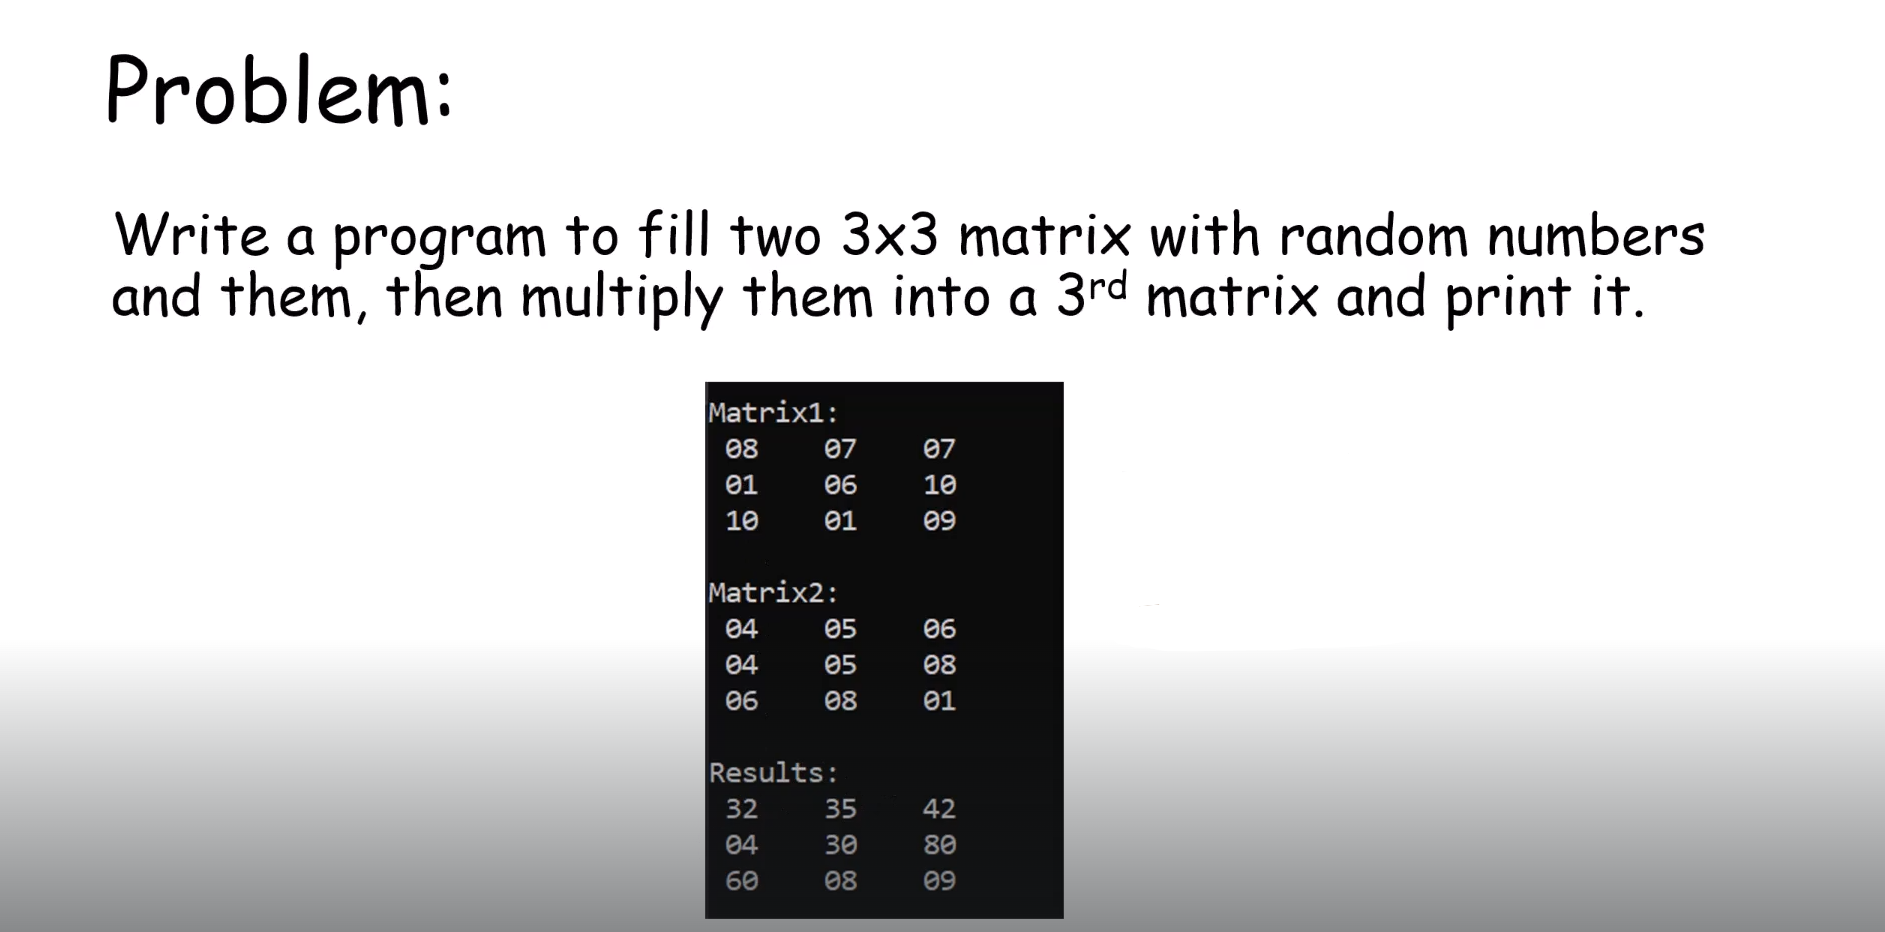 Problem:
Write a program to fill two 3x3 matrix with random numbers
and them, then multiply them into a 3rd matrix and print it.
Matrix1:
08 07 07
01 06 10
10 01 09
Matrix2:
04 05 06
04 05 08
06 08 01
Results:
32 35 42
04 30 80
60 08 09